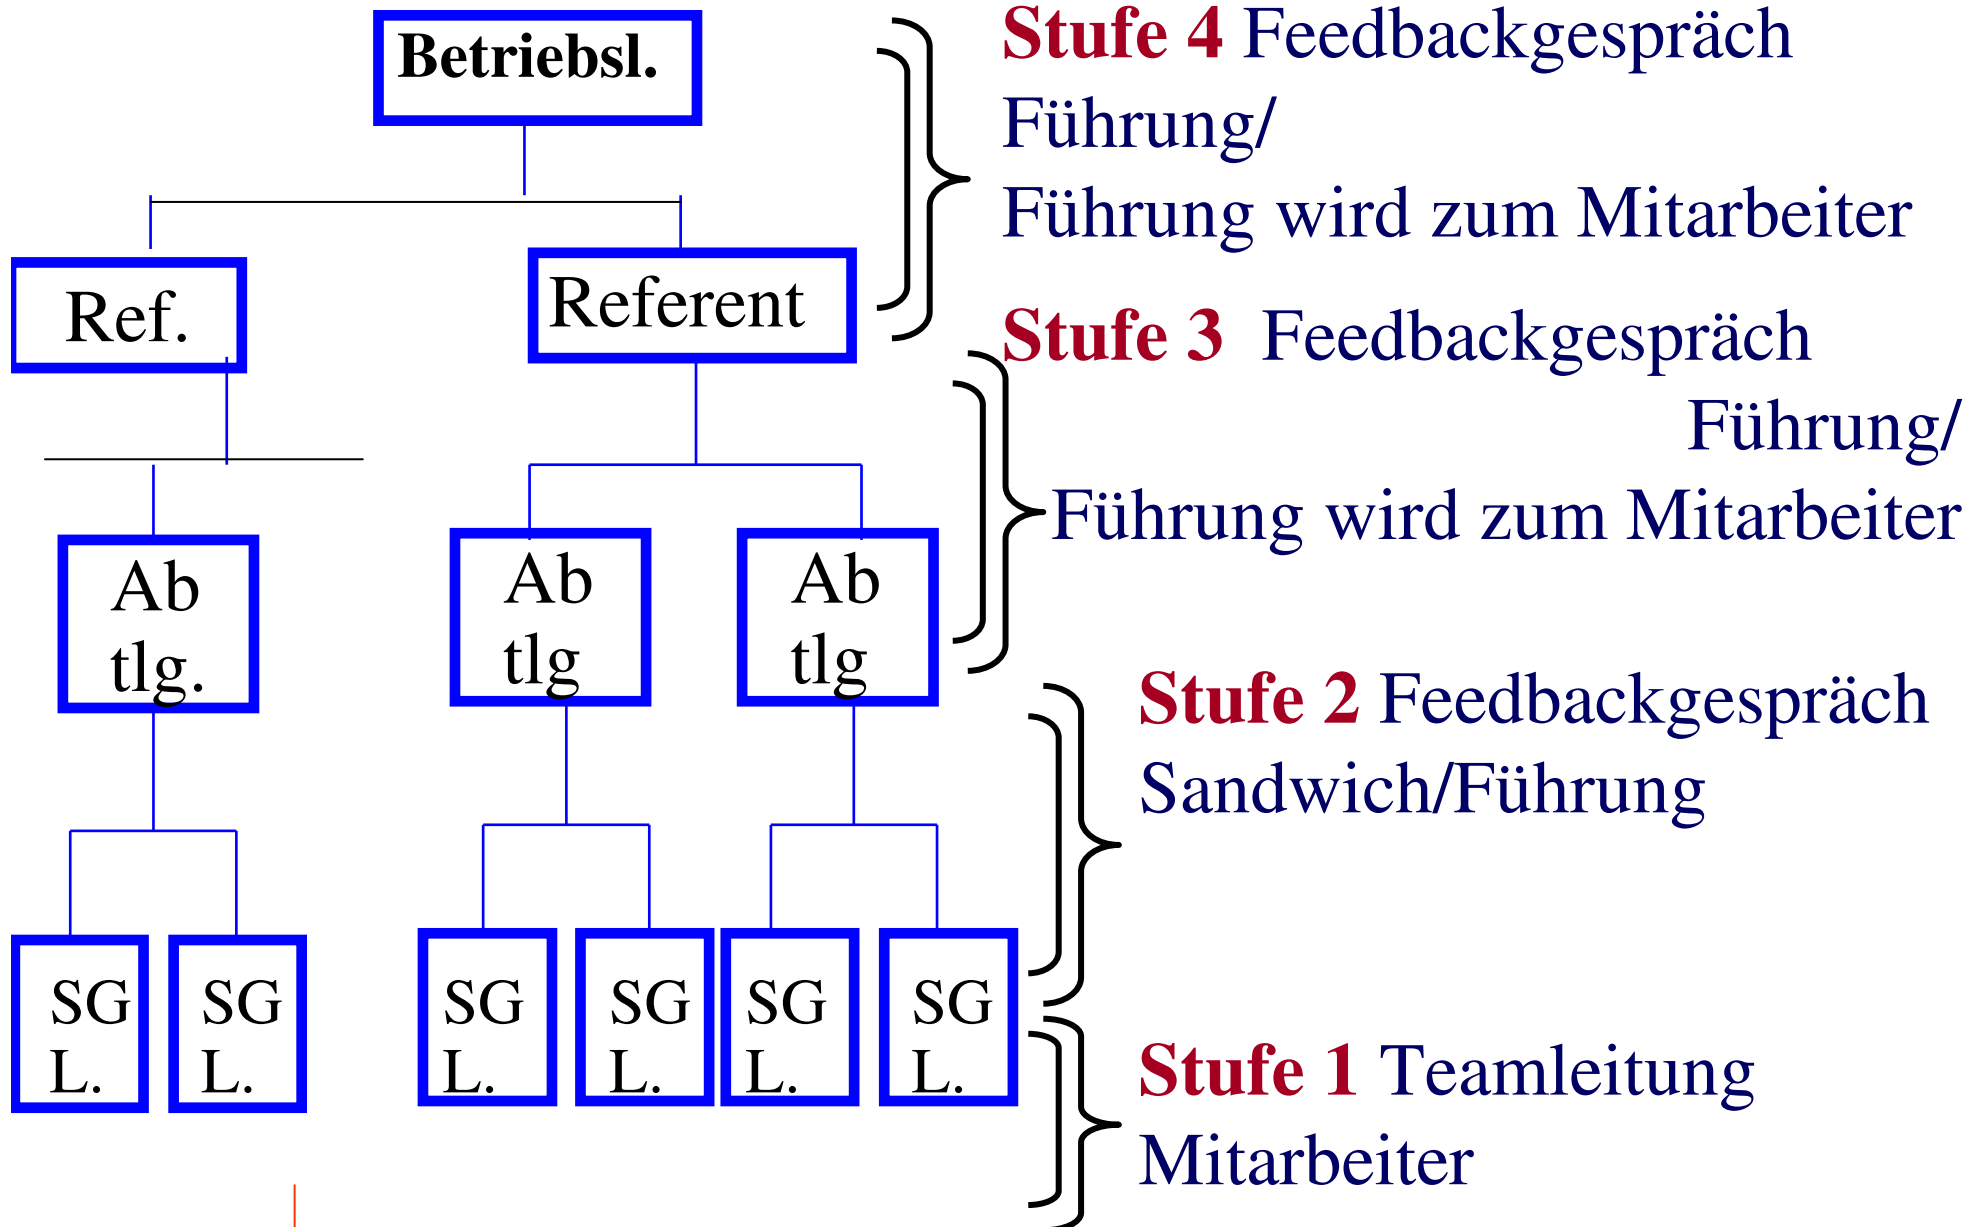 Betriebsl.
Stufe 4 Feedbackgespräch
Führung/
Führung wird zum Mitarbeiter
Ref.
Referent
Stufe 3 Feedbackgespräch
Führung/
Führung wird zum Mitarbeiter
Ab
tlg.
Ab
tlg
Ab
tlg
Stufe 2 Feedbackgespräch
Sandwich/Führung
SG
L.
SG
L.
SG
L.
SG
L.
SG
L.
SG
L.
Stufe 1 Teamleitung
Mitarbeiter